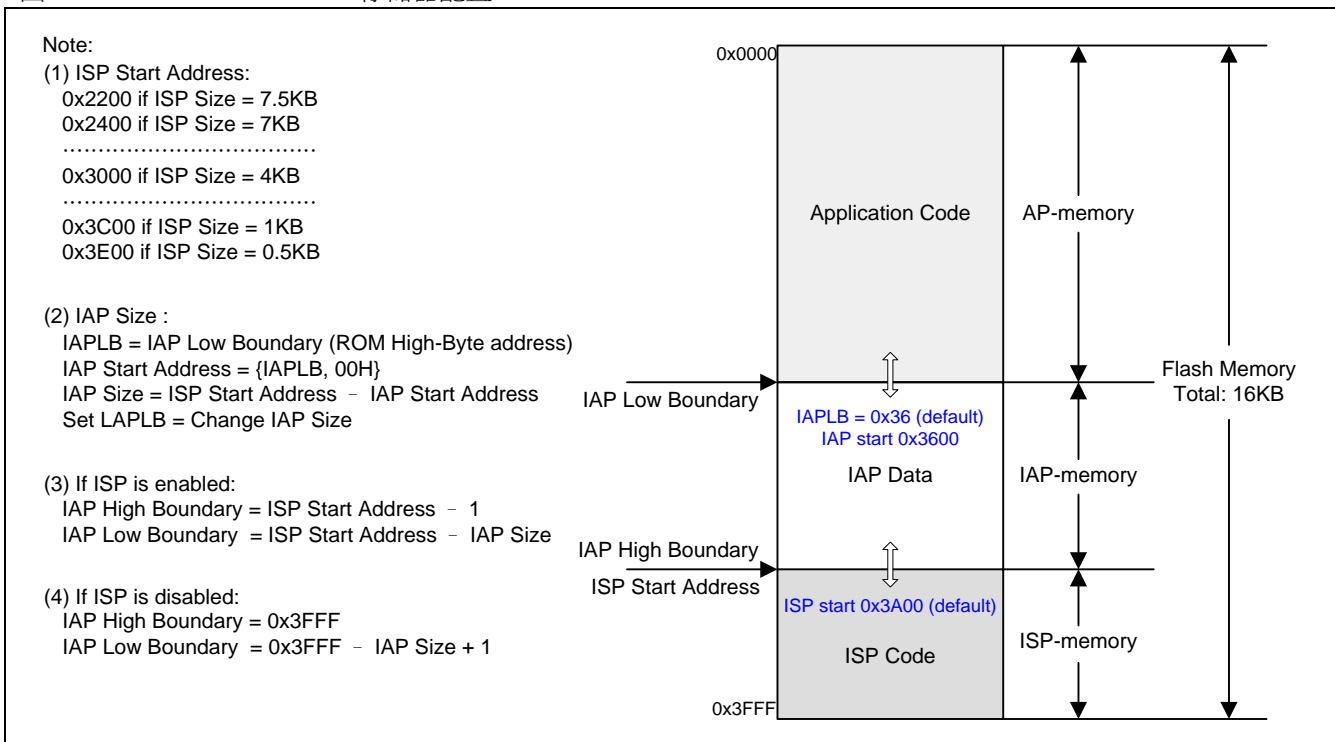 Note:
(1) ISP Start Address:
0x2200 if ISP Size = 7.5KB
0x2400 if ISP Size = 7KB
....................................
0x3000 if ISP Size = 4KB
....................................
0x3C00 if ISP Size = 1KB
0x3E00 if ISP Size = 0.5KB
(2) IAP Size :
IAPLB = IAP Low Boundary (ROM High-Byte address)
IAP Start Address = {IAPLB, 00H}
IAP Size = ISP Start Address – IAP Start Address
Set LAPLB = Change IAP Size
(3) If ISP is enabled:
IAP High Boundary = ISP Start Address – 1
IAP Low Boundary = ISP Start Address – IAP Size
(4) If ISP is disabled:
IAP High Boundary = 0x3FFF
IAP Low Boundary = 0x3FFF – IAP Size + 1
0x0000
Application Code
AP-memory
IAP Low Boundary
IAPLB = 0x36 (default)
IAP start 0x3600
IAP Data
IAP-memory
Flash Memory
Total: 16KB
IAP High Boundary
ISP Start Address
ISP start 0x3A00 (default)
ISP Code
ISP-memory
0x3FFF